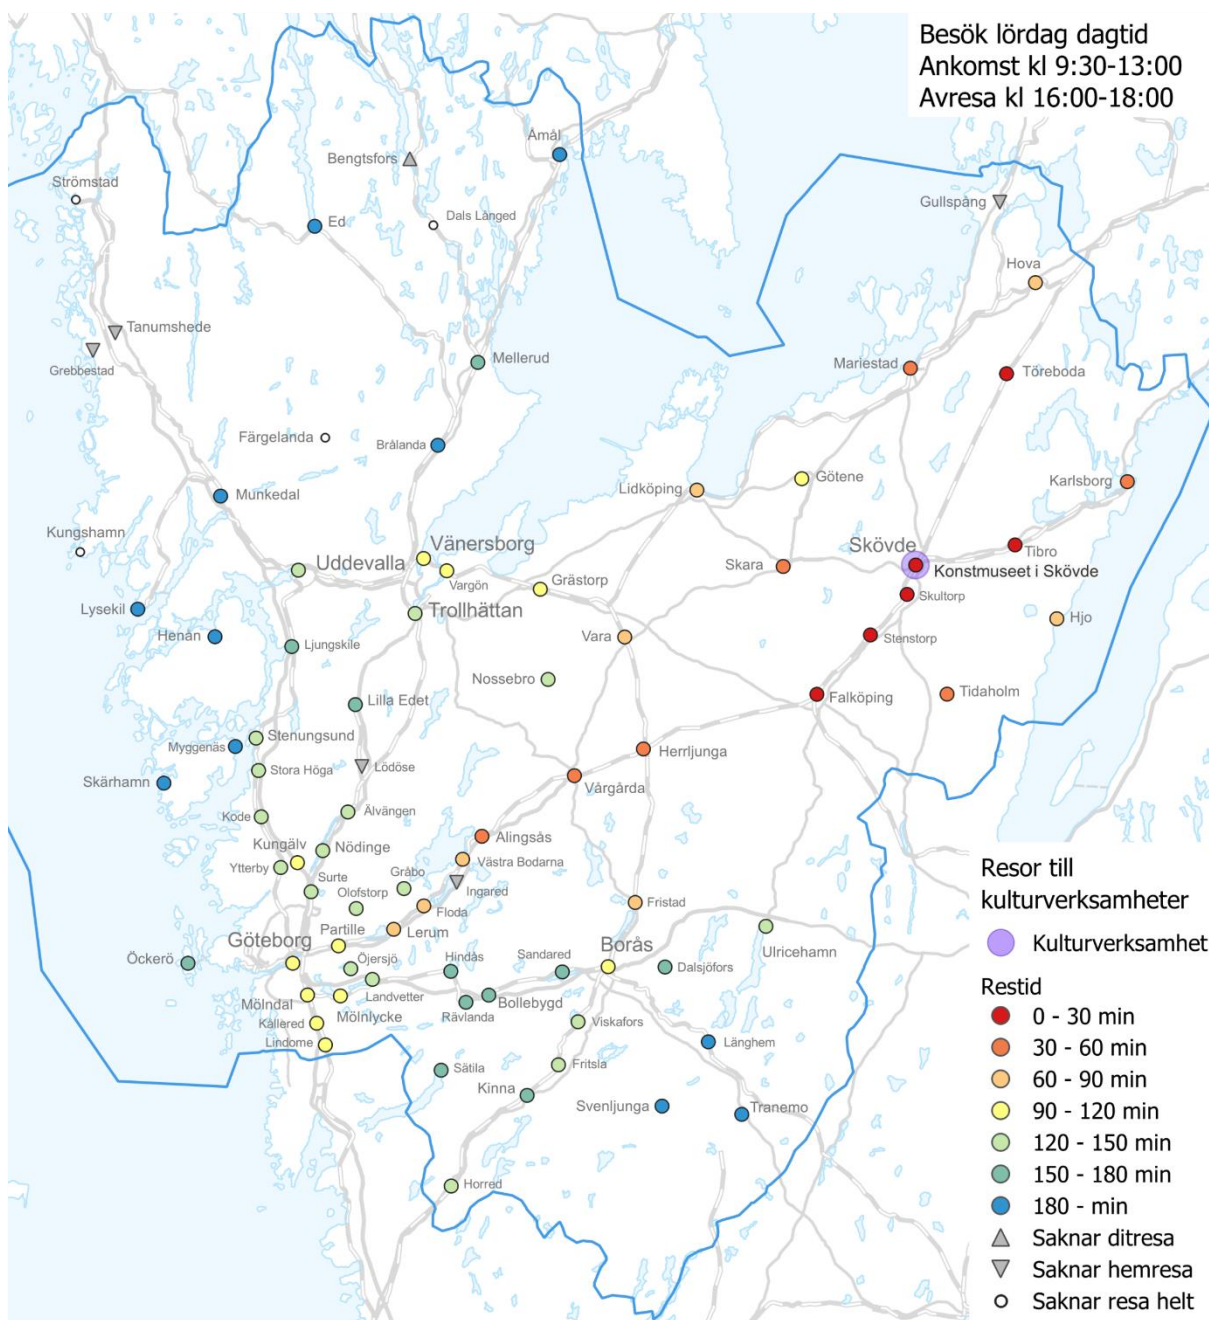 Besök lördag dagtid
Ankomst kl 9:30-13:00
Avresa kl 16:00-18:00
Åmål
Bengtsfors
Strömstad
Gullspång
Dals Långed
Ed
Hova
Tanumshede
Mellerud
Mariestad
Töreboda
Grebbestad
Färgelanda
Brålanda
Götene
Karlsborg
Lidköping
Munkedal
Kungshamn
Vänersborg
Skövde
Tibro
Uddevalla
Skara
Konstmuseet i Skövde
Vargön
Grästorp
Skultorp
Lysekil
Trollhättan
Hjo
Henån
Ljungskile
Vara
Stenstorp
Nossebro
Tidaholm
Falköping
Lilla Edet
Stenungsund
Myggenäs
Herrljunga
Stora Höga
Lödöse
Skärhamn
Vårgårda
Kode
Älvängen
Alingsås
Kungälv
Nödinge
Västra Bodarna
Ytterby
Gråbo
Surte
Ingared
Olofstorp
Fristad
Floda
Partille
Lerum
Ulricehamn
Göteborg
Borås
Öckerö
Öjersjö
Hindås
Sandared
Dalsjöfors
Landvetter
Mölndal
Bollebygd
Rävlanda
Mölnlycke
Kållered
Viskafors
Lindome
Länghem
Fritsla
Sätila
Kinna
Svenljunga
Tranemo
Horred
Resor till
kulturverksamheter
Kulturverksamhet
Restid
0 - 30 min
30 - 60 min
60 - 90 min
90 - 120 min
120 - 150 min
150 - 180 min
180 - min
Saknar ditresa
Saknar hemresa
Saknar resa helt